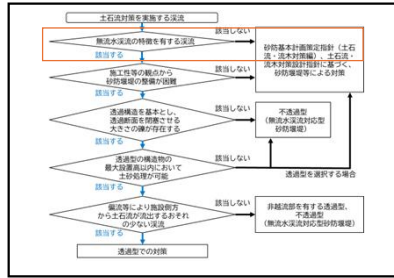 土石流対策を実施する渓流
無流水渓流の特徴を有する渓流
該当しない
砂防基本計画策定指針（土石
流・流木対策編）、土石流・
流木対策設計指針に基づく、
砂防堰堤等による対策
該当する
施工性等の観点から
砂防堰堤の整備が困難
該当しない
該当する
透過構造を基本とし、
透過断面を閉塞させる
大きさの礫が存在する
該当しない
不透過型
（無流水渓流対応型
砂防堰堤）
該当する
透過型の構造物の
最大設置高以内において
土砂処理が可能
該当しない
透過型を選択する場合
該当する
偏流等により施設側方
から土石流が流出するおそれ
の少ない渓流
該当しない
非越流部を有する透過型、
不透過型
（無流水渓流対応型砂防堰堤）
該当する
透過型での対策